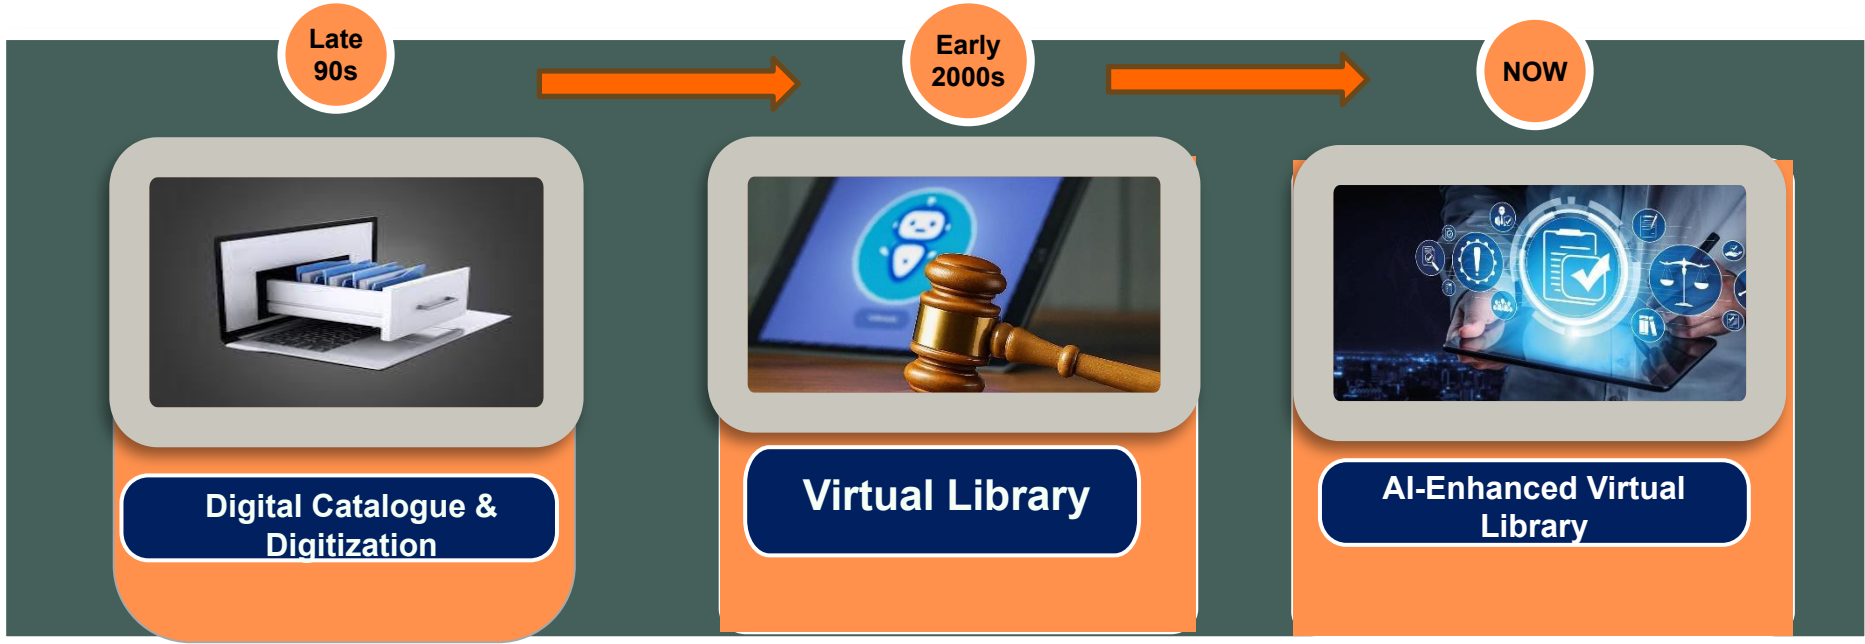 Late
90s
Early
2000s
NOW
Digital Catalogue &
Digitization
Virtual Library
AI-Enhanced Virtual
Library